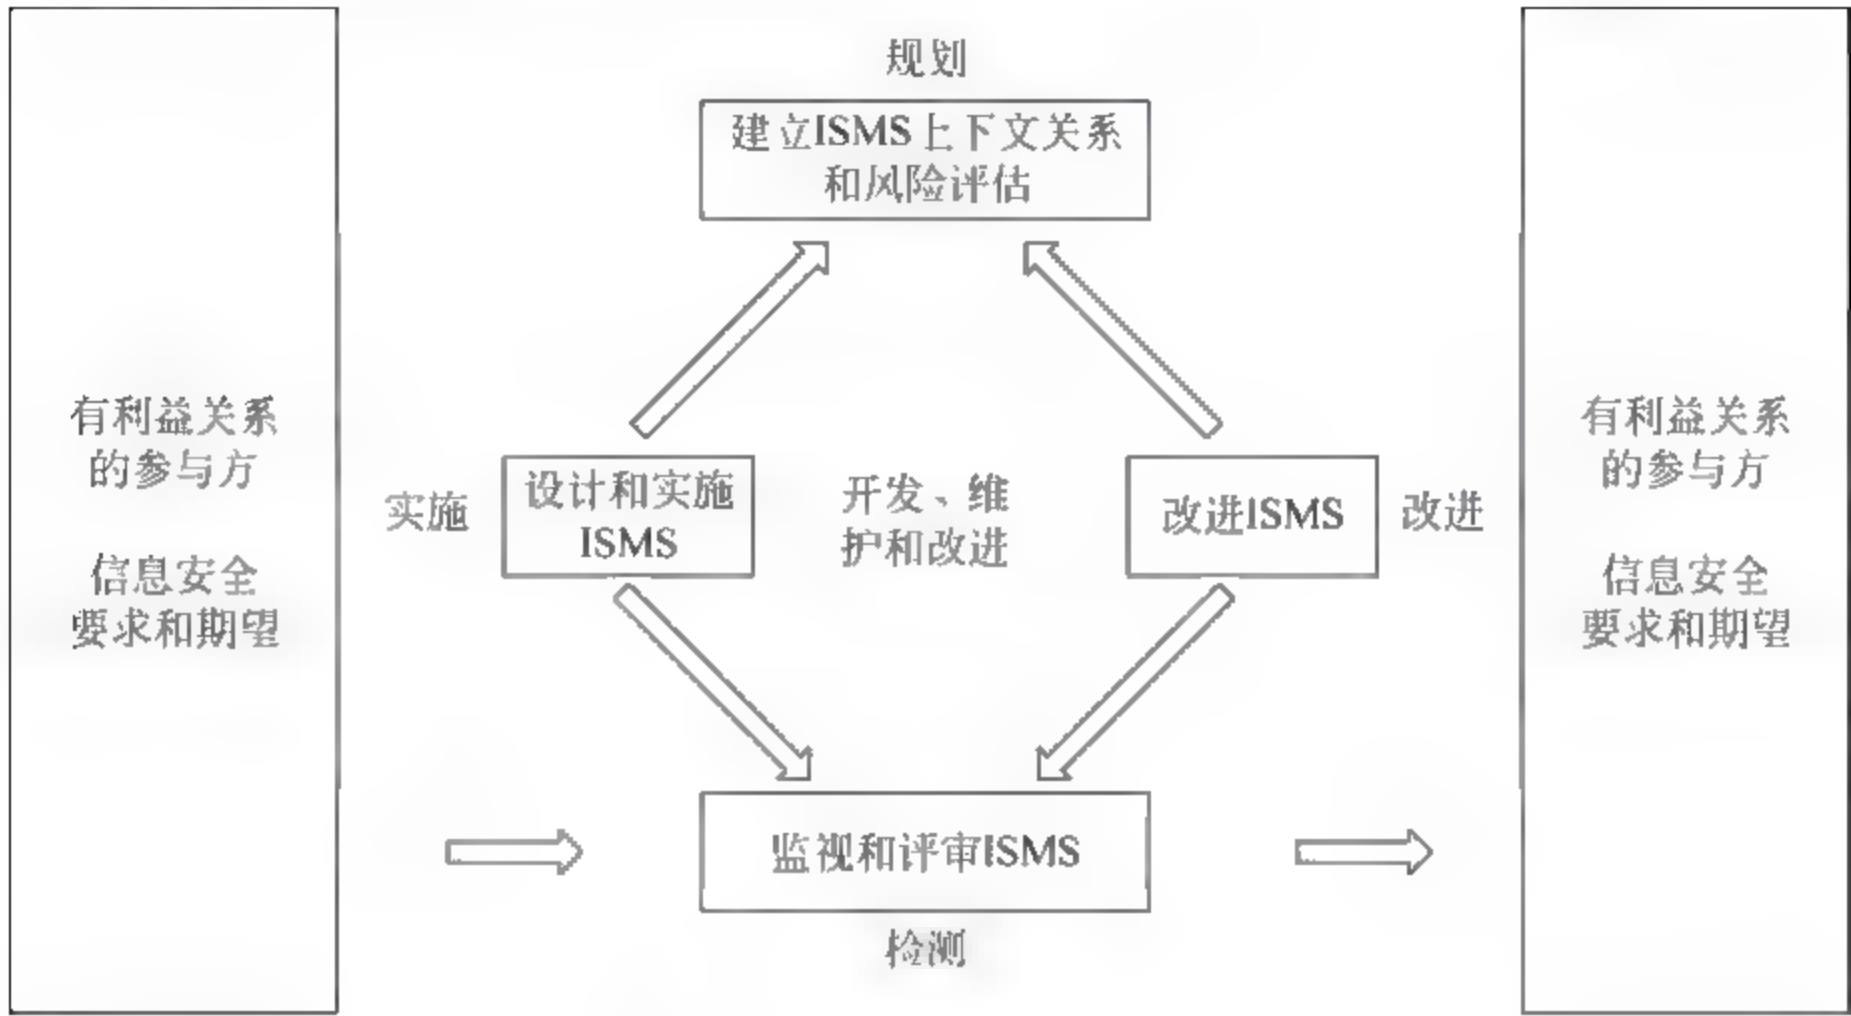 规划
建立ISMS上下文关系
和风险评估
有利益关系
的参与方
信息安全
要求和期望
实施
设计和实施
ISMS
开发、维
护和改进
改进ISMS
改进
有利益关系
的参与方
信息安全
要求和期望
监视和评审ISMS
检测